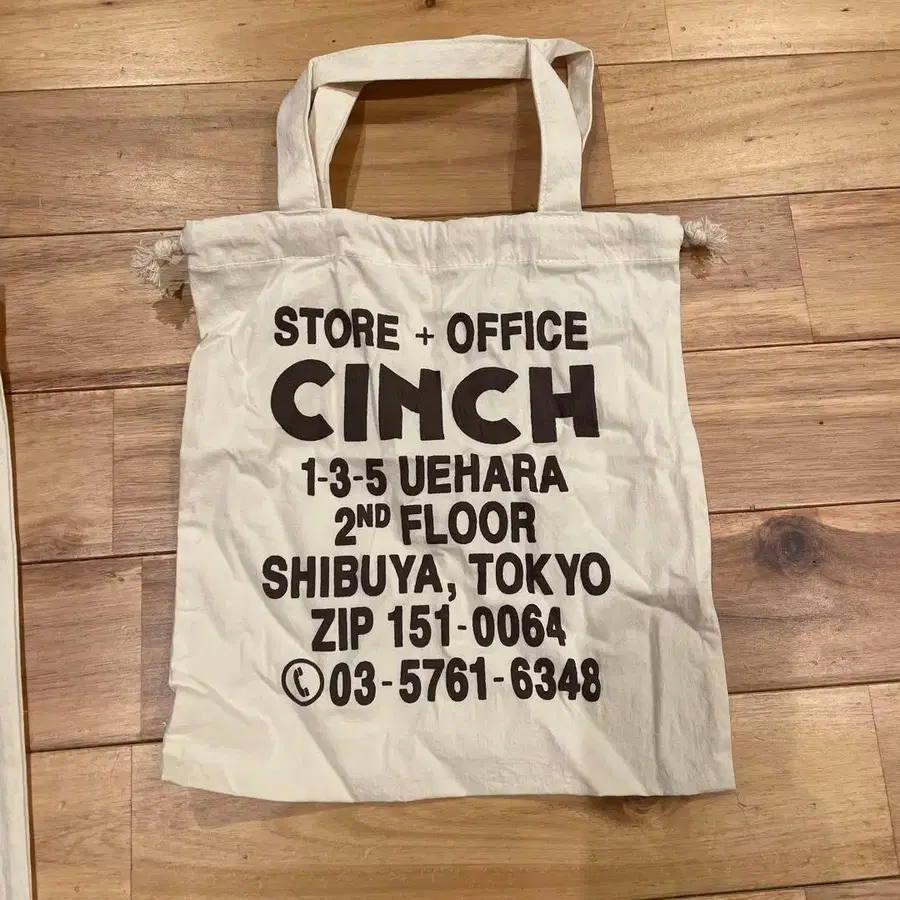 STORE + OFFICE
CINCH
1-3-5 UEHARA
2ND FLOOR
SHIBUYA, TOKYO
ZIP 151-0064
03-5761-6348